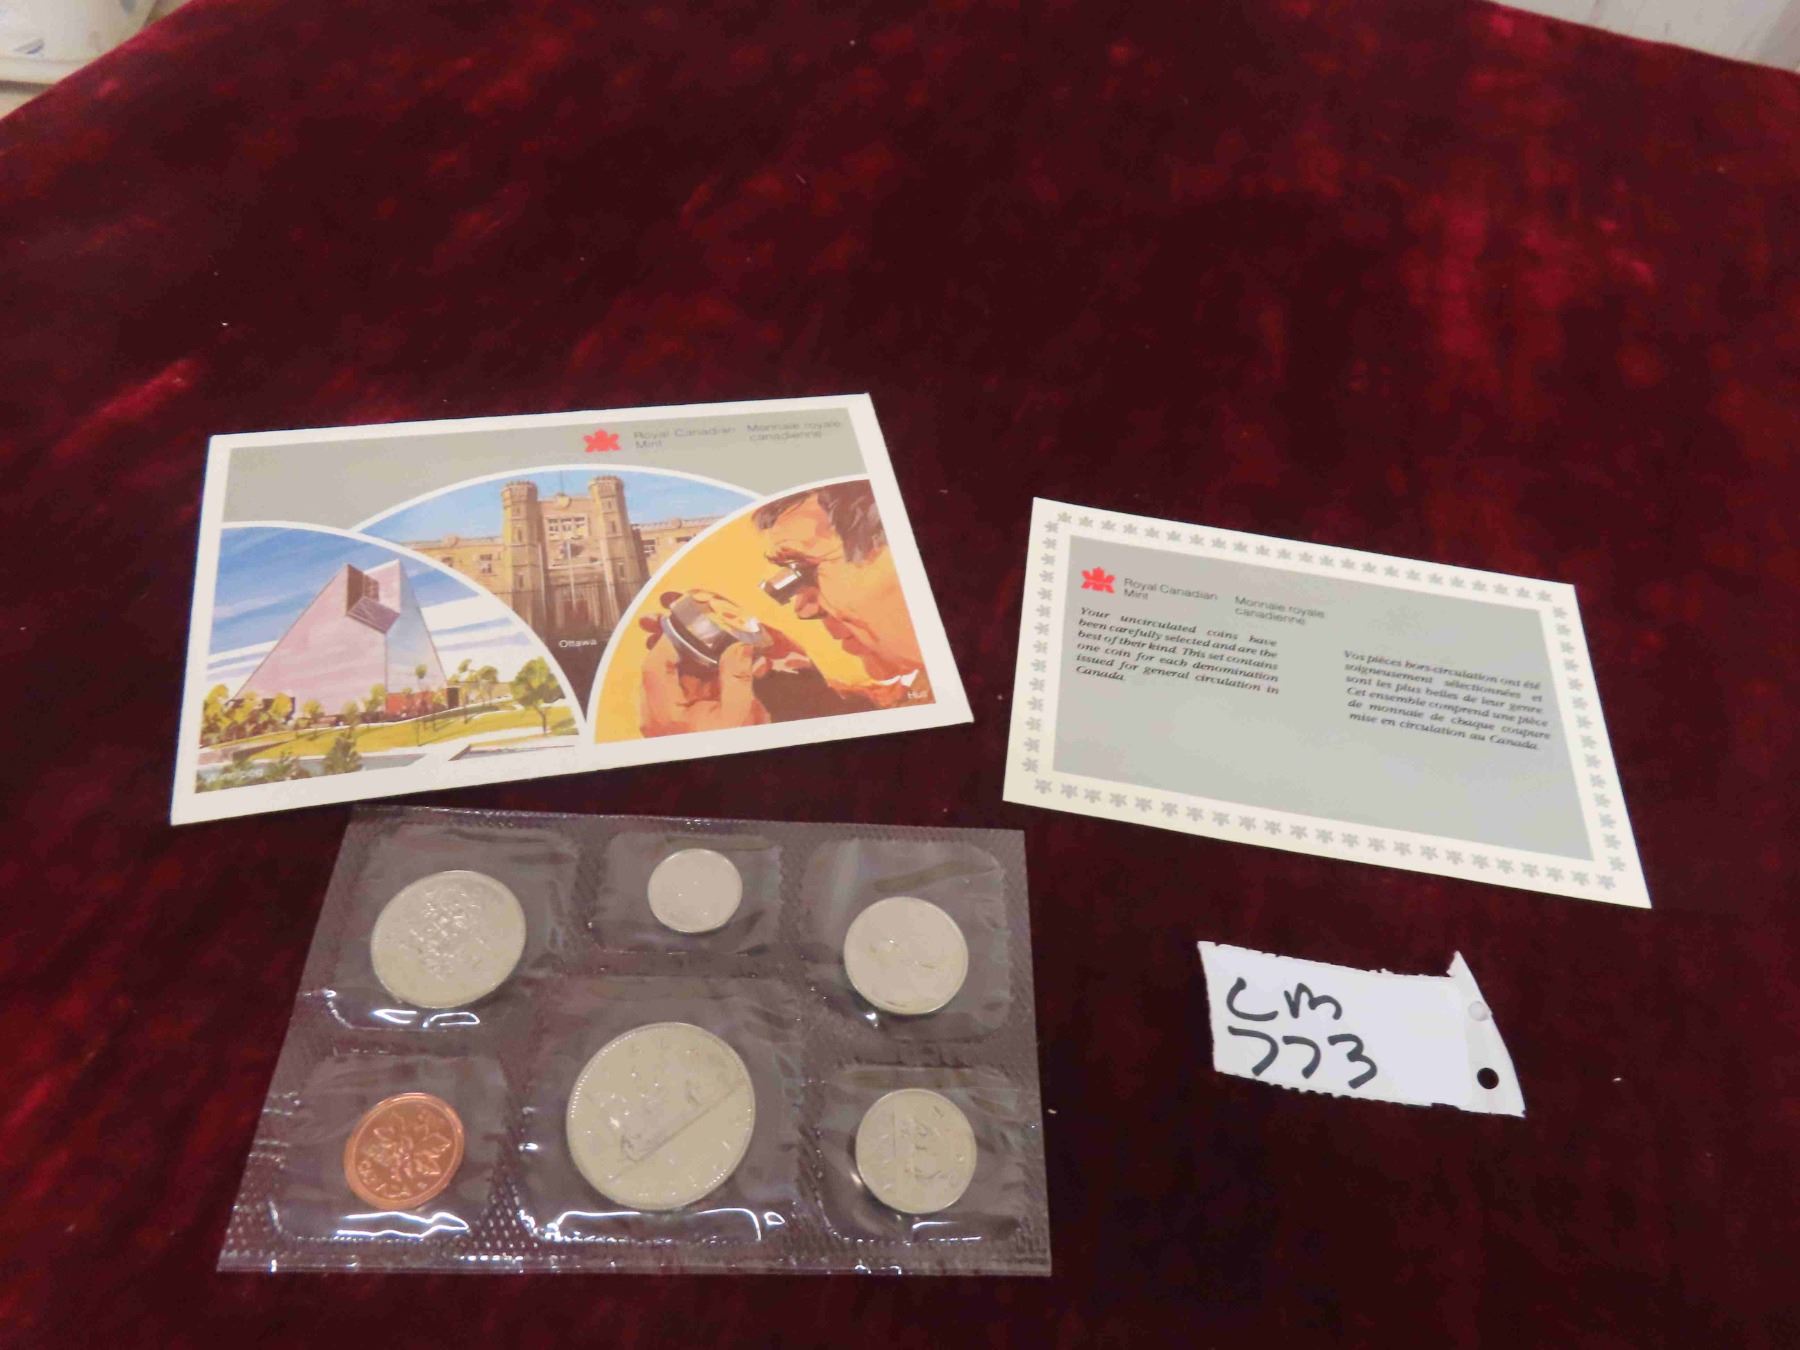 Royal Canadian
Mint
Monnaie royale
canadienne
Ottawa
Hull
Winnipeg
Royal Canadian
Mint
Monnaie royale
canadienne
Your uncirculated coins have
been carefully selected and are the
best of their kind. This set contains
one coin for each denomination
issued for general circulation in
Canada.
Vos pièces hors-circulation ont été
soigneusement sélectionnées et
sont les plus belles de leur genre.
Cet ensemble comprend une pièce
de monnaie de chaque coupure
mise en circulation au Canada.
CM
773